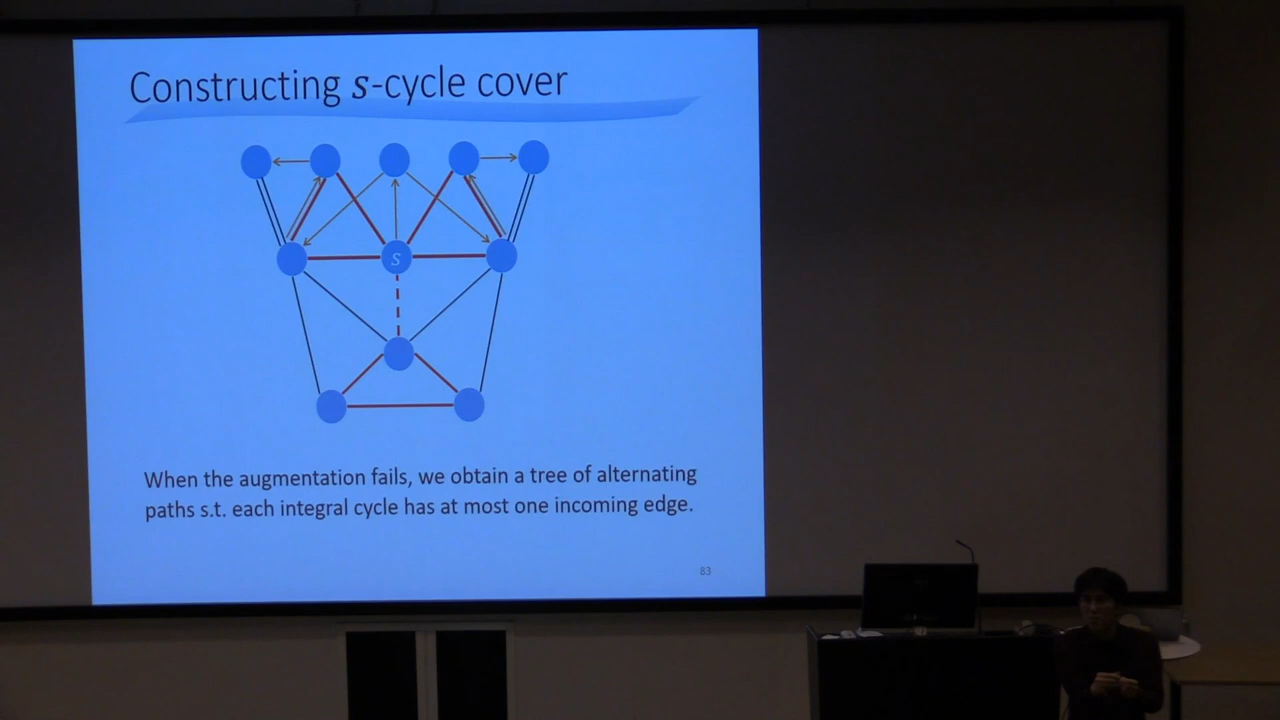 Constructing s-cycle cover
s
When the augmentation fails, we obtain a tree of alternating
paths s.t. each integral cycle has at most one incoming edge.
83